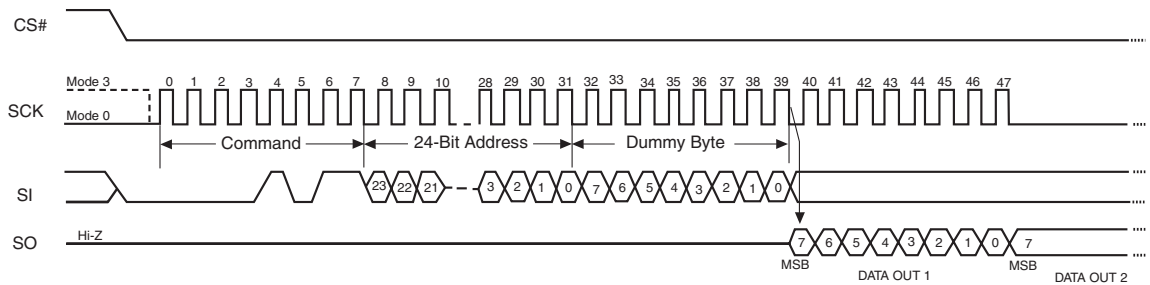 CS#
Mode 3
0 1 2 3 4 5 6 7 8 9 10 28 29 30 31 32 33 34 35 36 37 38 39 40 41 42 43 44 45 46 47
SCK
Mode 0
Command 24-Bit Address Dummy Byte
SI
23 22 21 3 2 1 0 7 6 5 4 3 2 1 0
SO
Hi-Z
7 6 5 4 3 2 1 0 7
MSB MSB
DATA OUT 1 DATA OUT 2